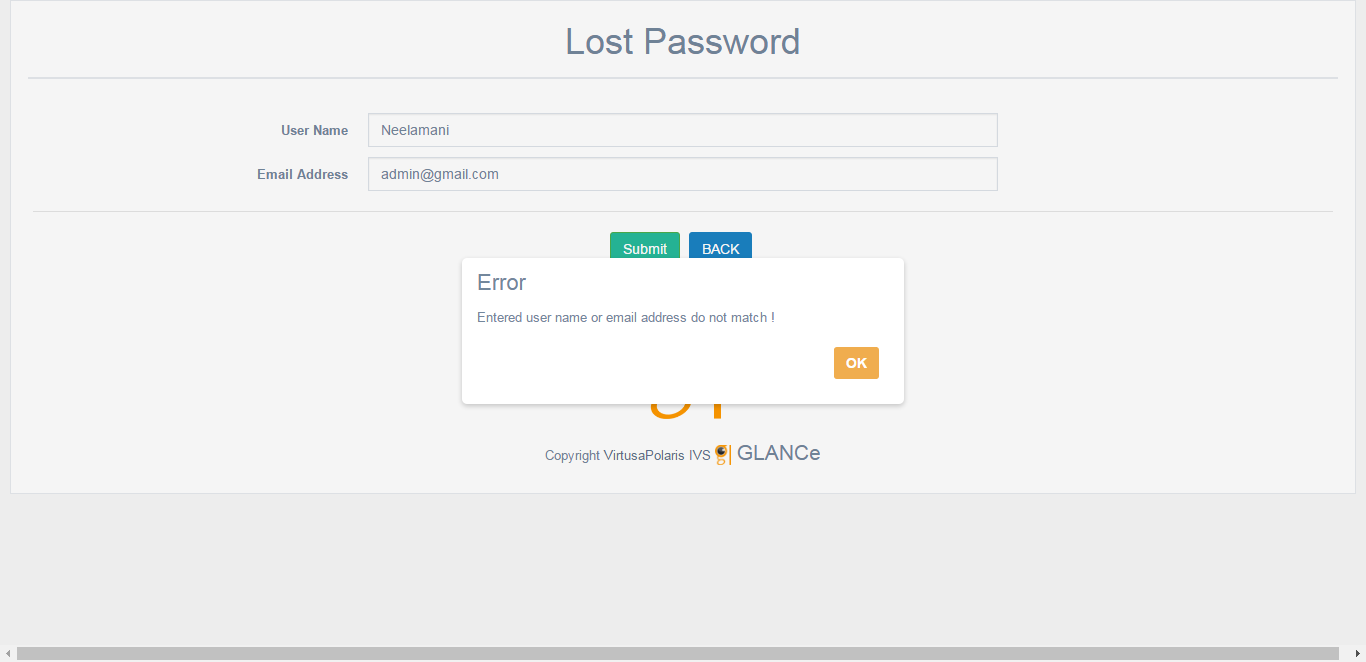 Lost Password
User Name
Neelamani
Email Address
admin@gmail.com
Submit
BACK
Error
Entered user name or email address do not match !
OK
Copyright VirtusaPolaris IVS GLANCe